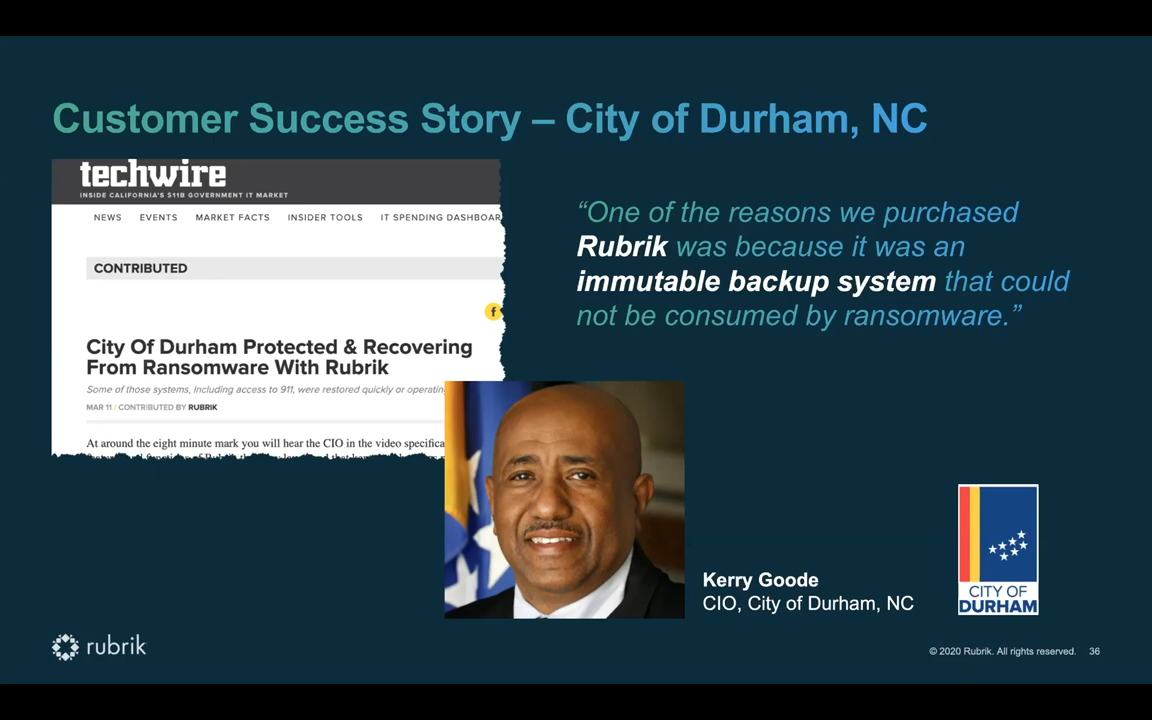 Customer Success Story – City of Durham, NC
techwire
INSIDE CALIFORNIA'S $11B GOVERNMENT IT MARKET
NEWS EVENTS MARKET FACTS INSIDER TOOLS IT SPENDING DASHBOAR
CONTRIBUTED
f
City Of Durham Protected & Recovering
From Ransomware With Rubrik
Some of those systems, including access to 911, were restored quickly or operatin
MAR 11 / CONTRIBUTED BY RUBRIK
At around the eight minute mark you will hear the CIO in the video specifica
“One of the reasons we purchased
Rubrik was because it was an
immutable backup system that could
not be consumed by ransomware.”
Kerry Goode
CIO, City of Durham, NC
CITY OF
DURHAM
rubrik
© 2020 Rubrik. All rights reserved. 36